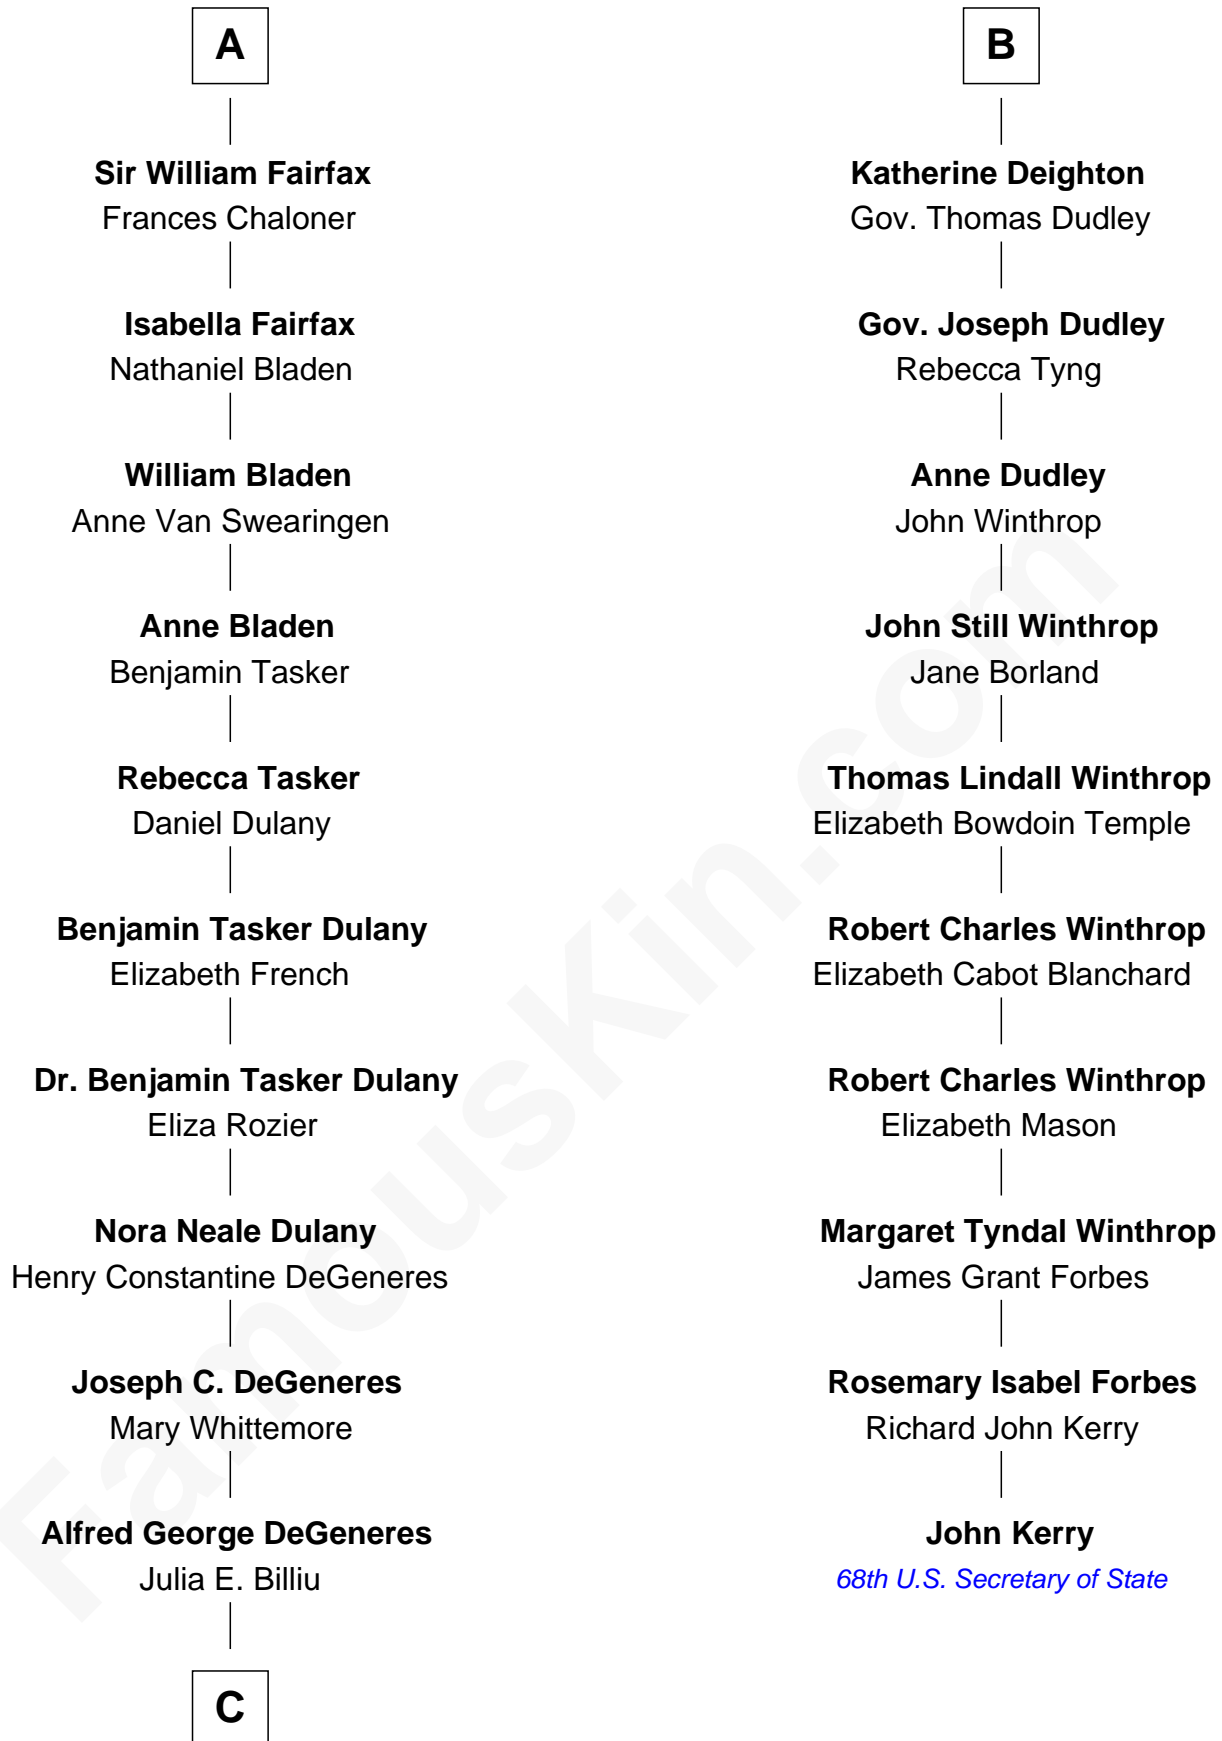 A
Sir William Fairfax
Frances Chaloner
Isabella Fairfax
Nathaniel Bladen
William Bladen
Anne Van Swearingen
Anne Bladen
Benjamin Tasker
Rebecca Tasker
Daniel Dulany
Benjamin Tasker Dulany
Elizabeth French
Dr. Benjamin Tasker Dulany
Eliza Rozier
Nora Neale Dulany
Henry Constantine DeGeneres
Joseph C. DeGeneres
Mary Whittemore
Alfred George DeGeneres
Julia E. Billiu
C
B
Katherine Deighton
Gov. Thomas Dudley
Gov. Joseph Dudley
Rebecca Tyng
Anne Dudley
John Winthrop
John Still Winthrop
Jane Borland
Thomas Lindall Winthrop
Elizabeth Bowdoin Temple
Robert Charles Winthrop
Elizabeth Cabot Blanchard
Robert Charles Winthrop
Elizabeth Mason
Margaret Tyndal Winthrop
James Grant Forbes
Rosemary Isabel Forbes
Richard John Kerry
John Kerry
68th U.S. Secretary of State
FamousKin.com